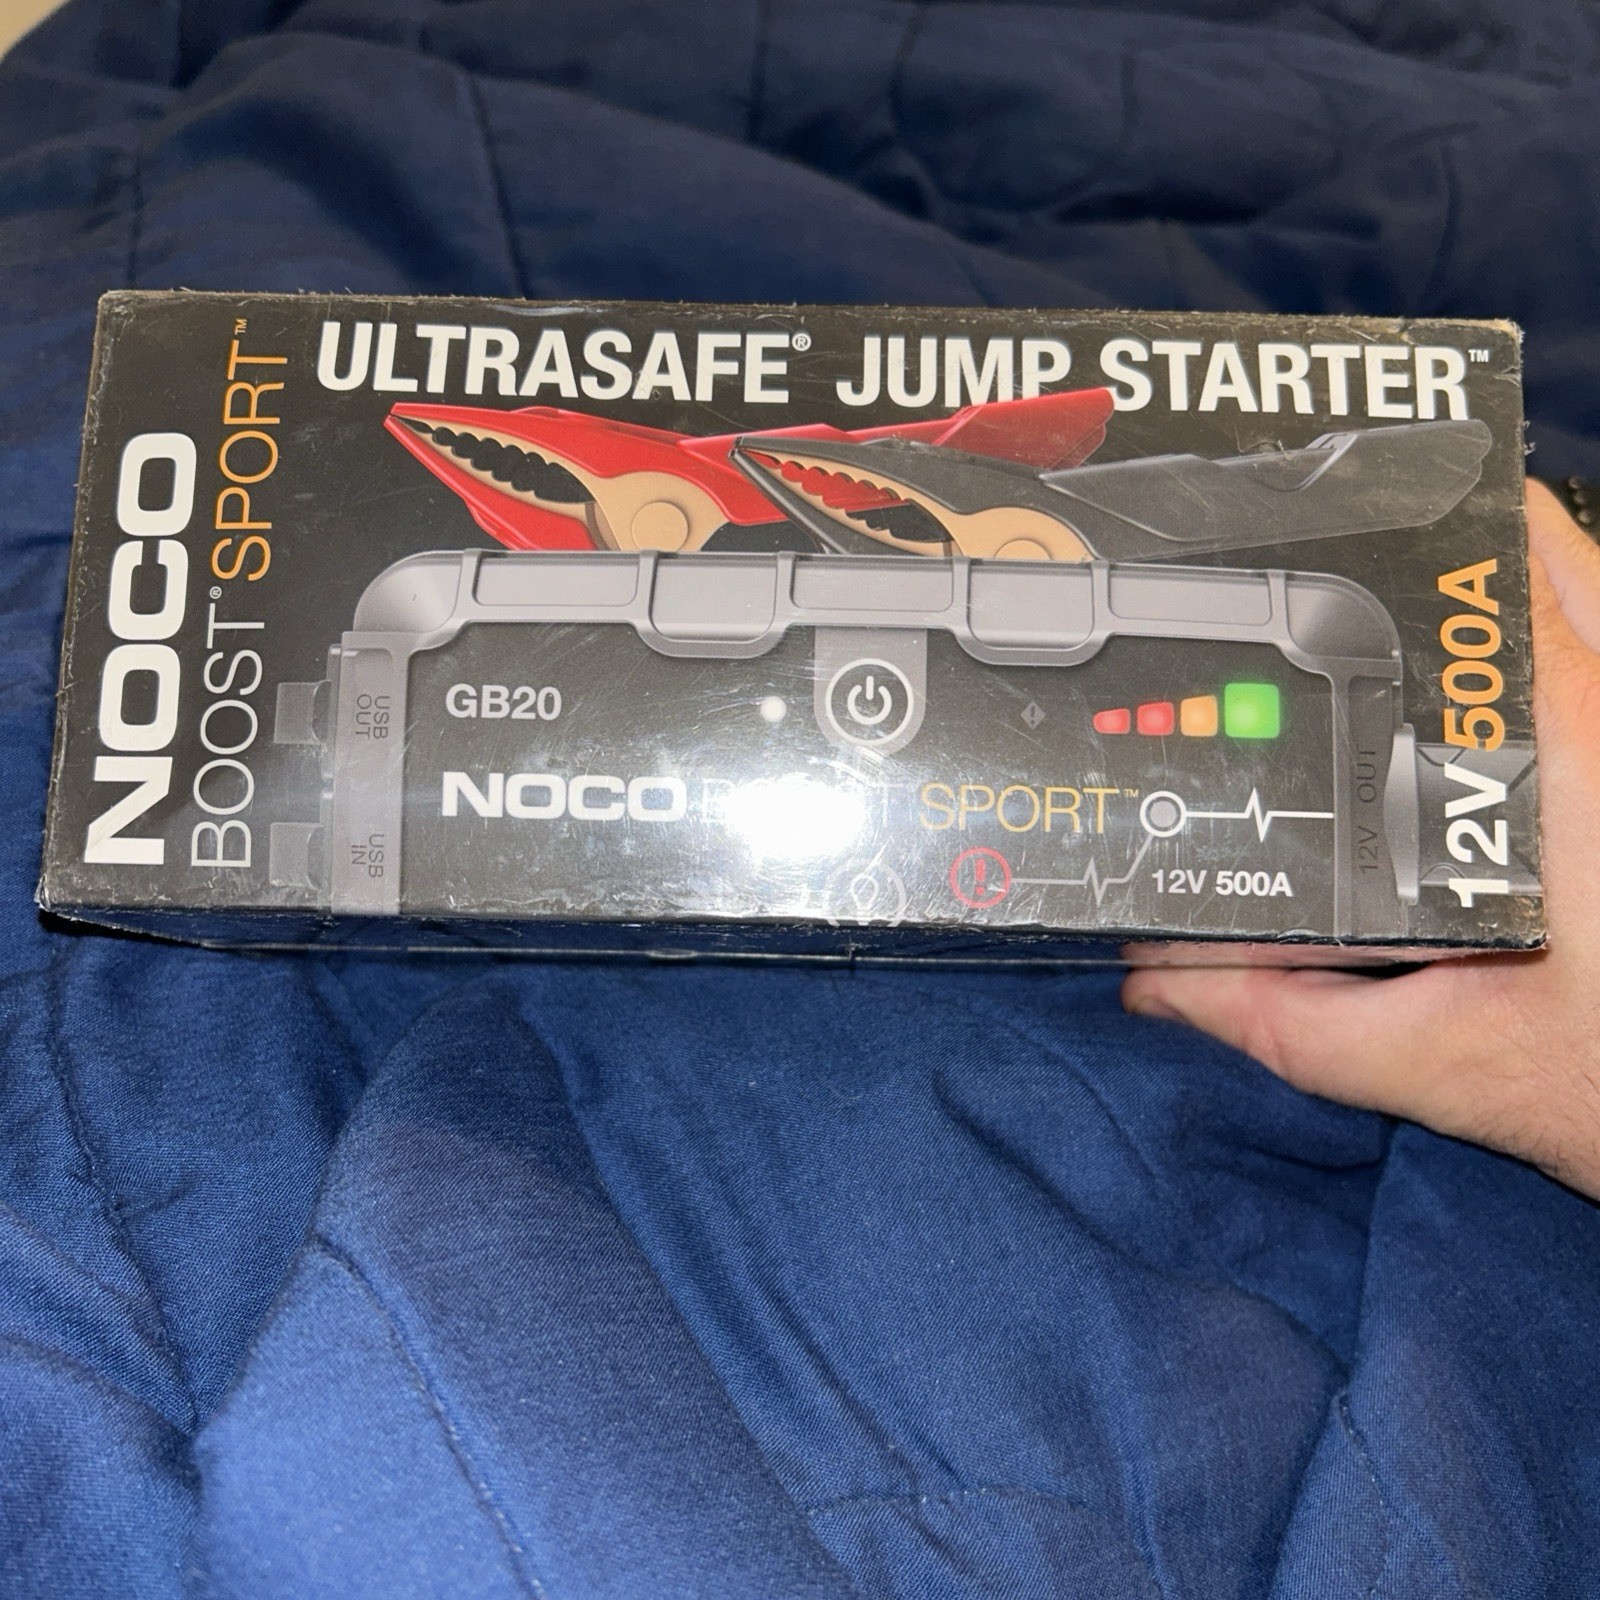 NOCO
BOOST® SPORT™
ULTRASAFE® JUMP STARTER™
12V 500A
USB OUT
USB IN
GB20
NOCO SPORT™
12V 500A
12V OUT